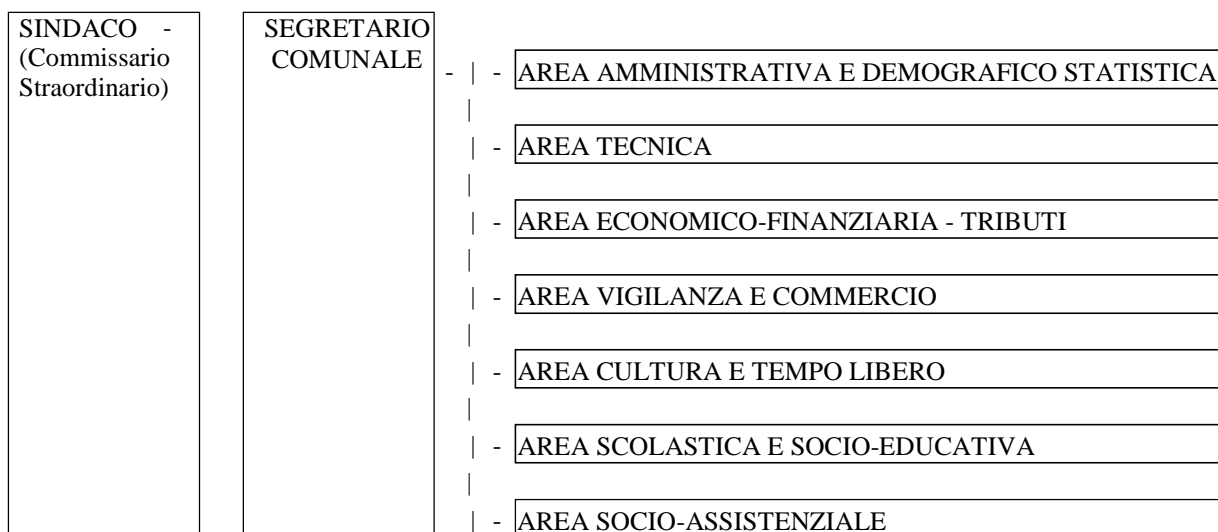 SINDACO -
(Commissario
Straordinario)
SEGRETARIO
COMUNALE
- | - AREA AMMINISTRATIVA E DEMOGRAFICO STATISTICA
|
| - AREA TECNICA
|
| - AREA ECONOMICO-FINANZIARIA - TRIBUTI
|
| - AREA VIGILANZA E COMMERCIO
|
| - AREA CULTURA E TEMPO LIBERO
|
| - AREA SCOLASTICA E SOCIO-EDUCATIVA
|
| - AREA SOCIO-ASSISTENZIALE